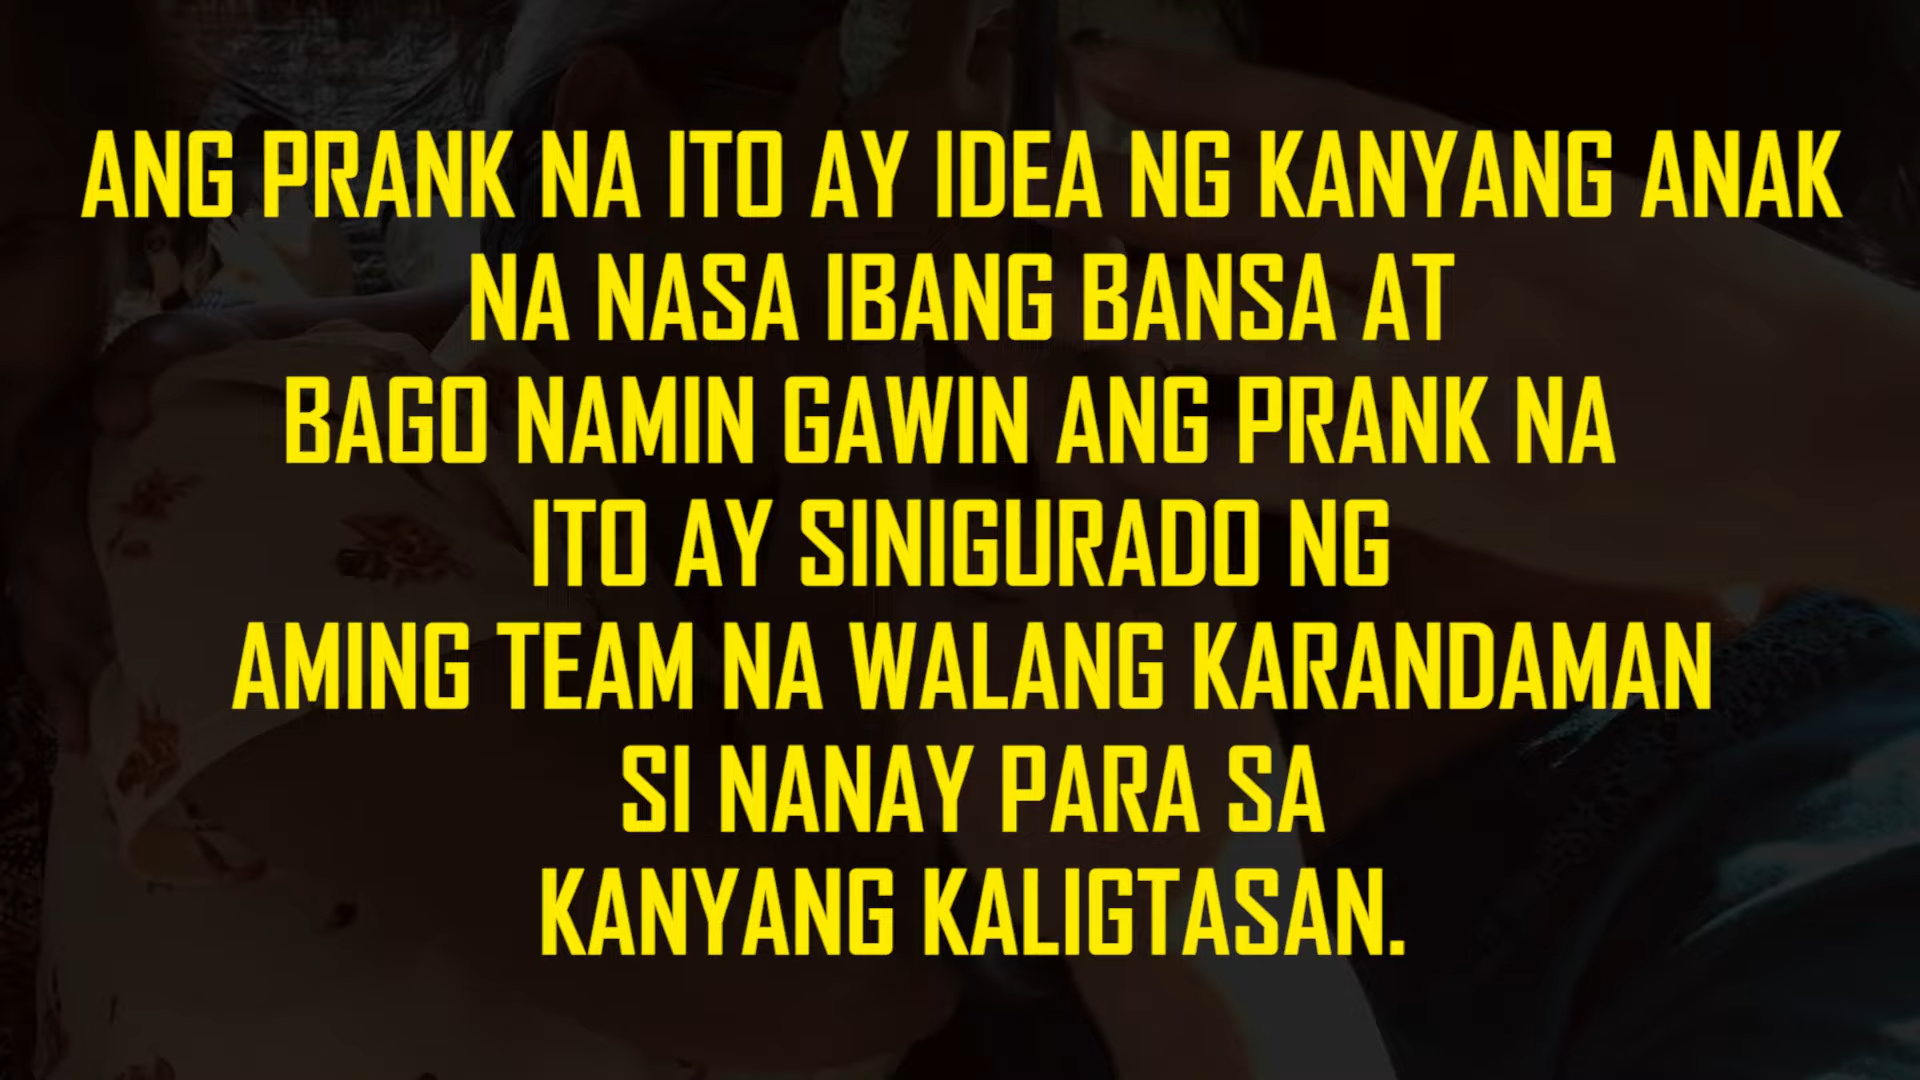 ANG PRANK NA ITO AY IDEA NG KANYANG ANAK
NA NASA IBANG BANSA AT
BAGO NAMIN GAWIN ANG PRANK NA
ITO AY SINIGURADO NG
AMING TEAM NA WALANG KARANDAMAN
SI NANAY PARA SA
KANYANG KALIGTASAN.